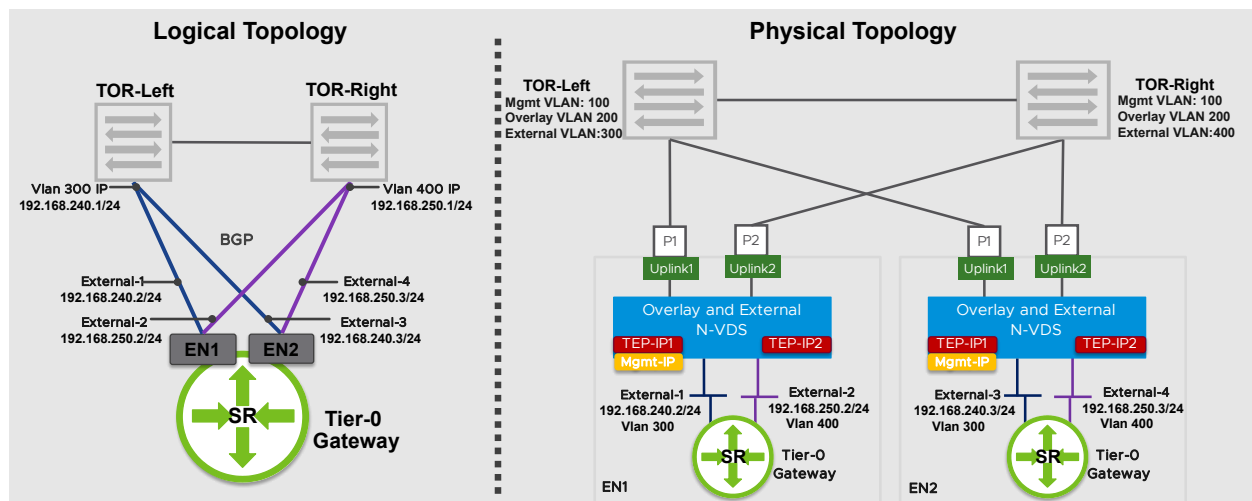 Logical Topology
TOR-Left
TOR-Right
Vlan 300 IP
192.168.240.1/24
Vlan 400 IP
192.168.250.1/24
BGP
External-1
192.168.240.2/24
External-4
192.168.250.3/24
External-2
192.168.250.2/24
External-3
192.168.240.3/24
EN1
EN2
SR
Tier-0
Gateway
Physical Topology
TOR-Left
Mgmt VLAN: 100
Overlay VLAN 200
External VLAN:300
TOR-Right
Mgmt VLAN: 100
Overlay VLAN 200
External VLAN:400
P1
P2
Uplink1
Uplink2
Overlay and External
N-VDS
TEP-IP1
TEP-IP2
Mgmt-IP
External-1
192.168.240.2/24
Vlan 300
External-2
192.168.250.2/24
Vlan 400
SR
Tier-0
Gateway
EN1
P1
P2
Uplink1
Uplink2
Overlay and External
N-VDS
TEP-IP1
TEP-IP2
Mgmt-IP
External-3
192.168.240.3/24
Vlan 300
External-4
192.168.250.3/24
Vlan 400
SR
Tier-0
Gateway
EN2